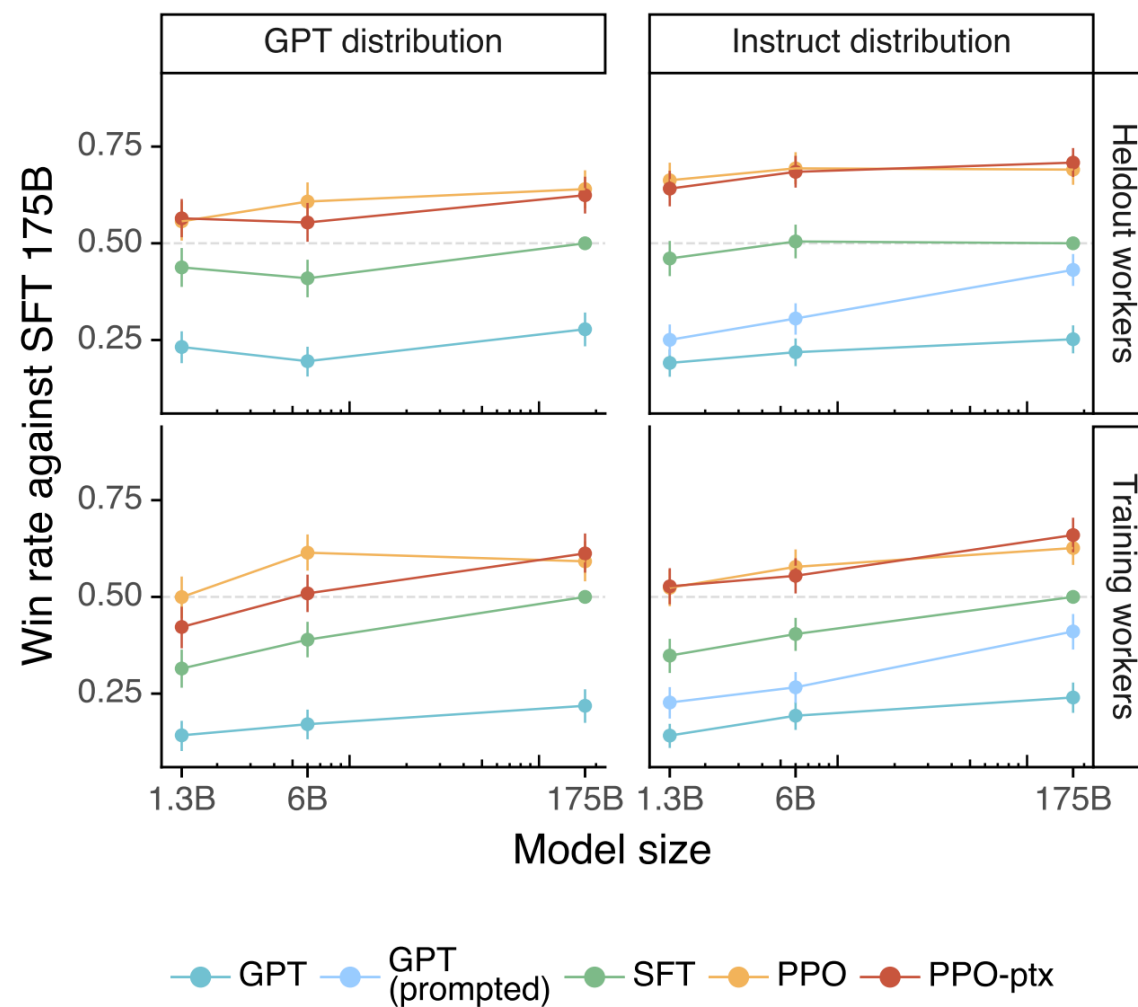 GPT distribution
Instruct distribution
Win rate against SFT 175B
0.75
0.50
0.25
Heldout workers
0.75
0.50
0.25
Training workers
1.3B
6B
175B
1.3B
6B
175B
Model size
GPT
GPT
(prompted)
SFT
PPO
PPO-ptx